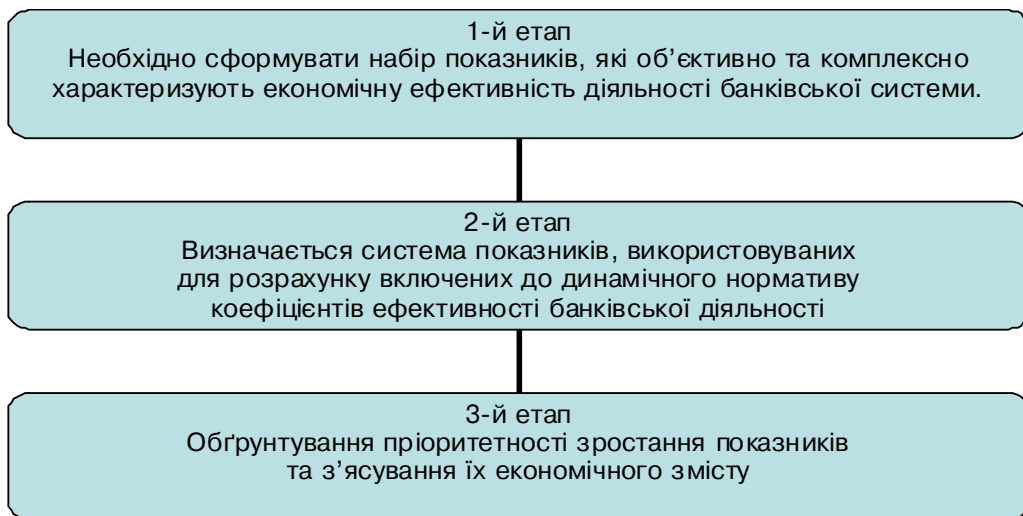 1-й етап
Необхідно сформувати набір показників, які об’єктивно та комплексно
характеризують економічну ефективність діяльності банківської системи.
2-й етап
Визначається система показників, використовуваних
для розрахунку включених до динамічного нормативу
коефіцієнтів ефективності банківської діяльності
3-й етап
Обґрунтування пріоритетності зростання показників
та з’ясування їх економічного змісту